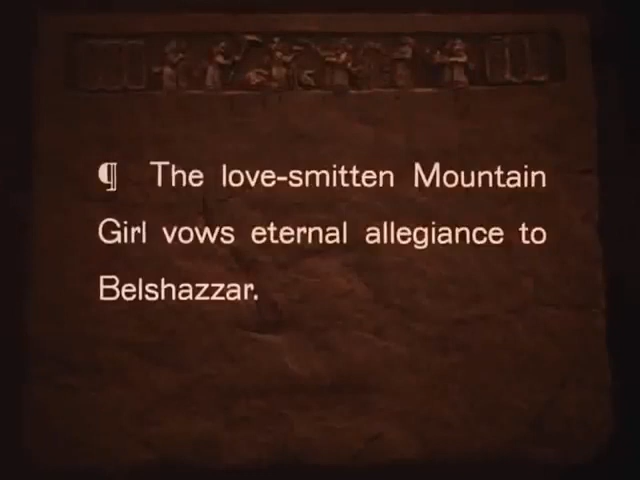 ¶ The love-smitten Mountain
Girl vows eternal allegiance to
Belshazzar.